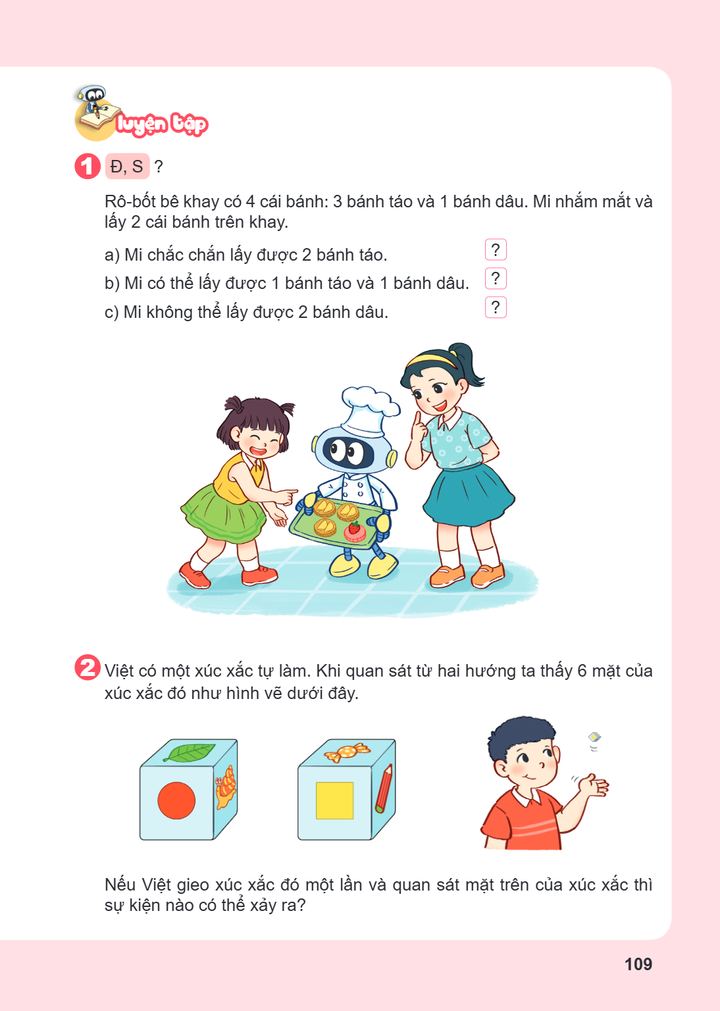 luyện tập
1 Đ, S ?
Rô-bốt bê khay có 4 cái bánh: 3 bánh táo và 1 bánh dâu. Mi nhắm mắt và
lấy 2 cái bánh trên khay.
a) Mi chắc chắn lấy được 2 bánh táo. ?
b) Mi có thể lấy được 1 bánh táo và 1 bánh dâu. ?
c) Mi không thể lấy được 2 bánh dâu. ?
2 Việt có một xúc xắc tự làm. Khi quan sát từ hai hướng ta thấy 6 mặt của
xúc xắc đó như hình vẽ dưới đây.
Nếu Việt gieo xúc xắc đó một lần và quan sát mặt trên của xúc xắc thì
sự kiện nào có thể xảy ra?
109